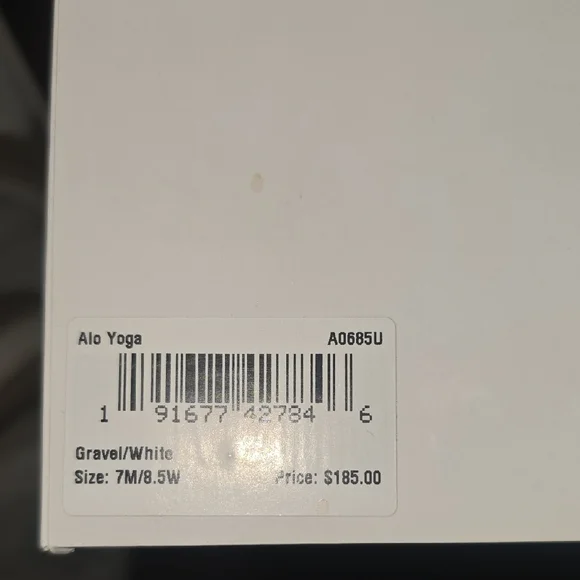 Alo Yoga A0685U
1 91677 42784 6
Gravel/White
Size: 7M/8.5W Price: $185.00